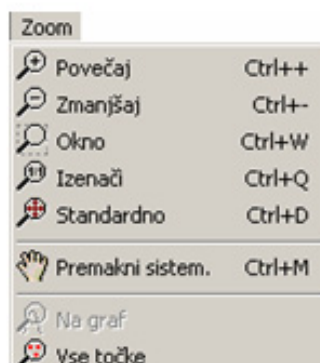 Zoom
Povečaj Ctrl++
Zmanjšaj Ctrl+-
Okno Ctrl+W
Izenači Ctrl+Q
Standardno Ctrl+D
Premakni sistem. Ctrl+M
Na graf
Vse točke